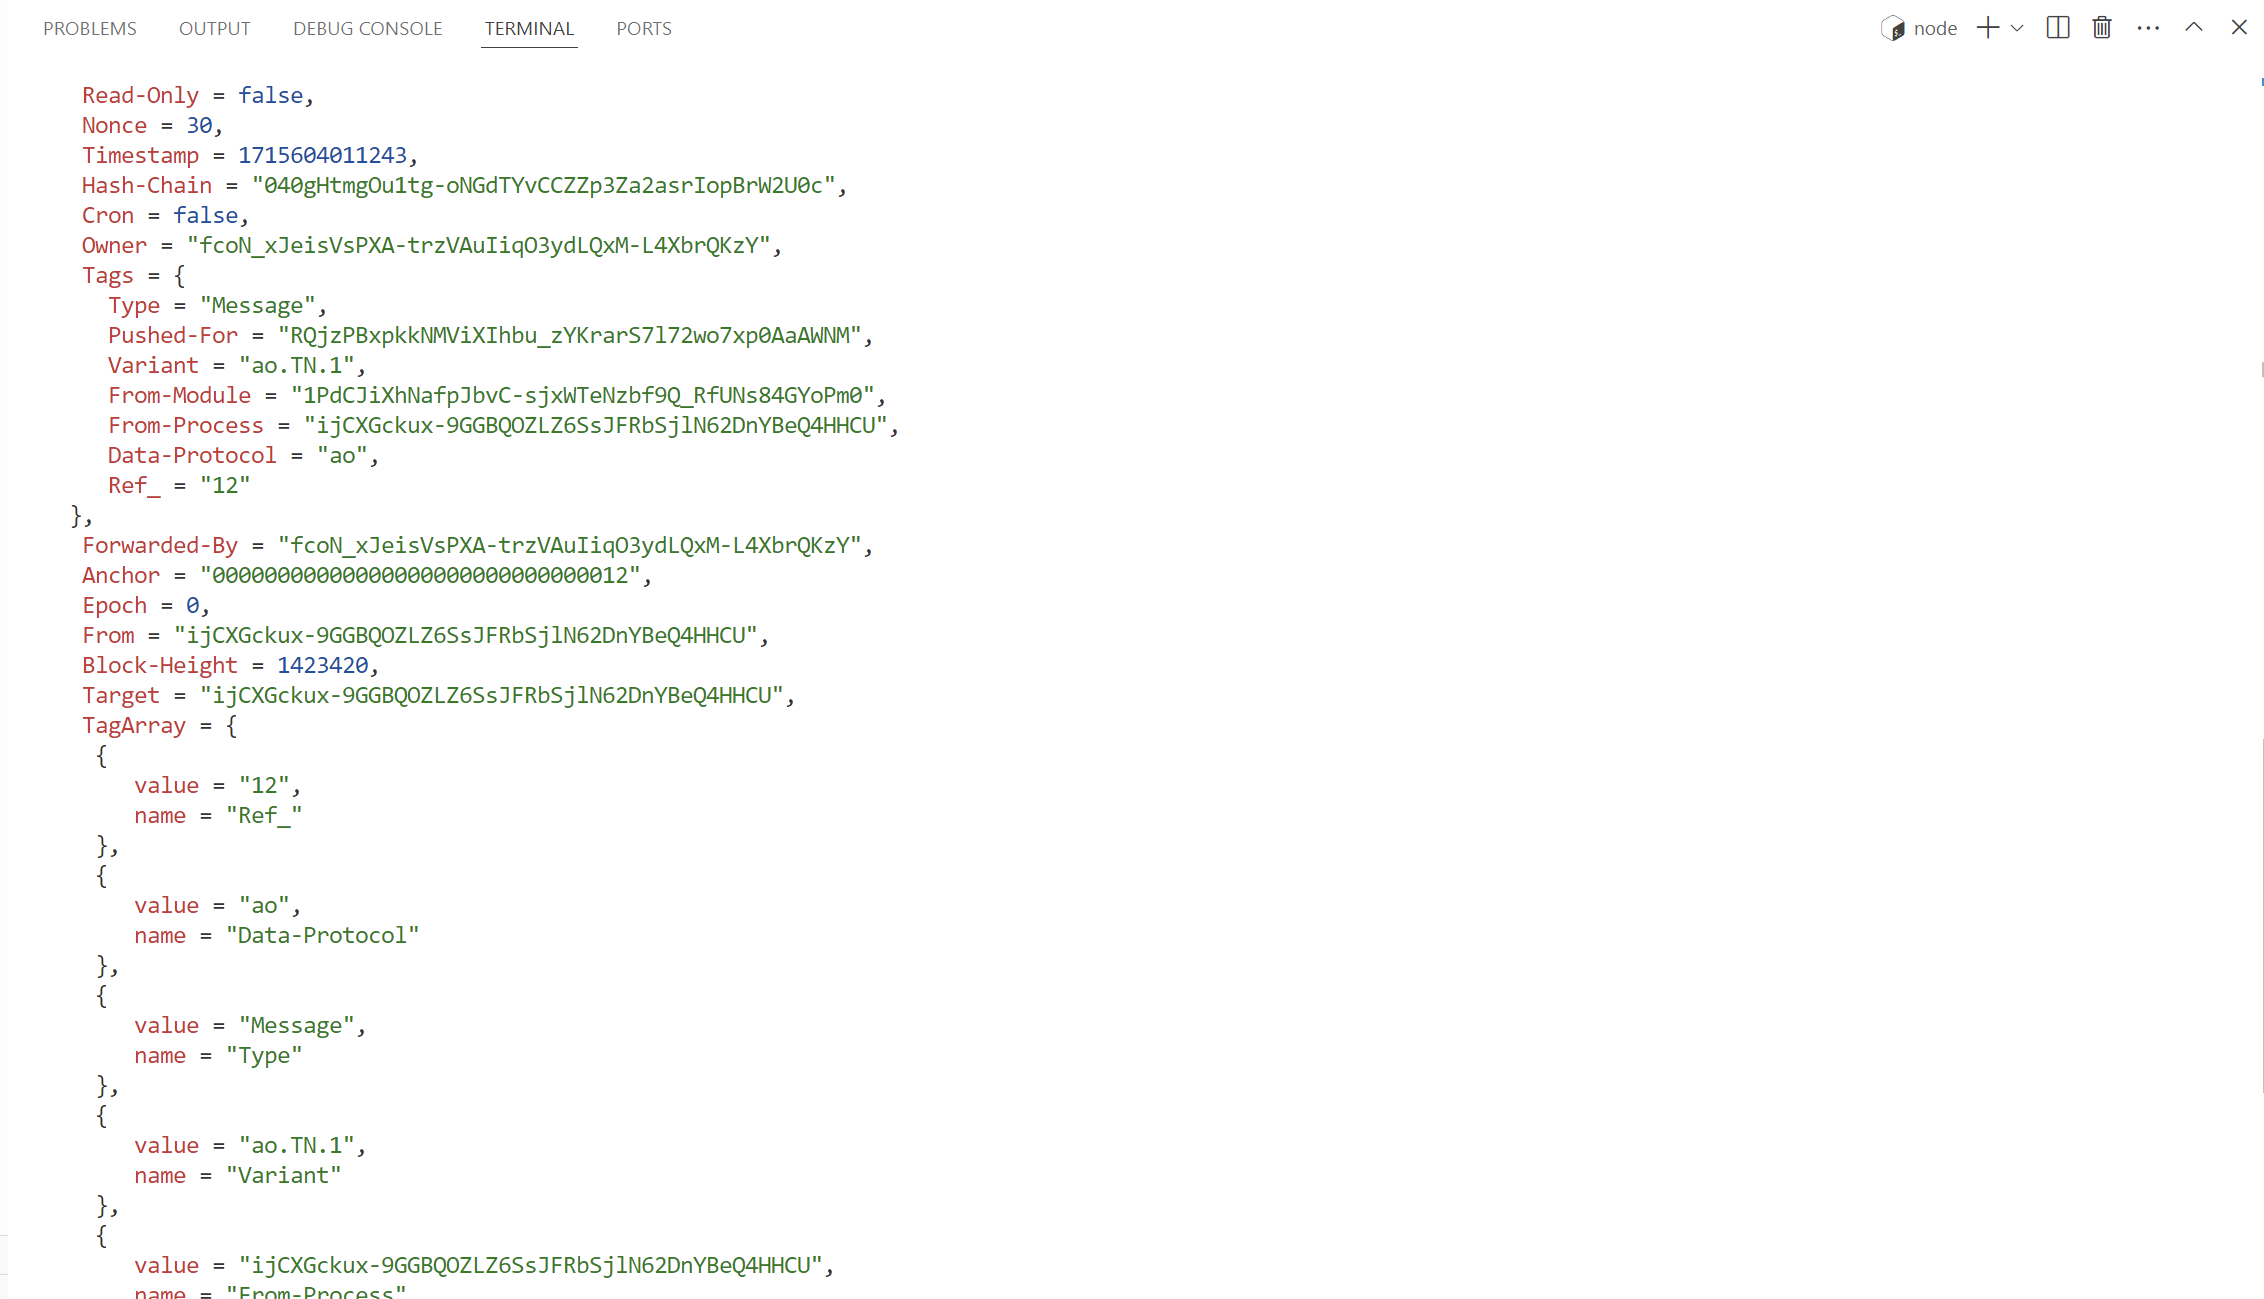 PROBLEMS OUTPUT DEBUG CONSOLE TERMINAL PORTS node
Read-Only = false,
Nonce = 30,
Timestamp = 1715604011243,
Hash-Chain = "040gHtmgOu1tg-oNGdTYvCCZZp3Za2asrIopBrW2U0c",
Cron = false,
Owner = "fcoN_xJeisVsPXA-trzVAuIiqO3ydLQxM-L4XbrQKzY",
Tags = {
Type = "Message",
Pushed-For = "RQjzPBxpkkNMViXIhbu_zYKrarS7l72wo7xp0AaAWNM",
Variant = "ao.TN.1",
From-Module = "1PdCJiXhNafpJbvC-sjxWTeNzbf9Q_RfUNs84GYoPm0",
From-Process = "ijCXGckux-9GGBQOZLZ6SsJFRbSjlN62DnYBeQ4HHCU",
Data-Protocol = "ao",
Ref_ = "12"
},
Forwarded-By = "fcoN_xJeisVsPXA-trzVAuIiqO3ydLQxM-L4XbrQKzY",
Anchor = "00000000000000000000000000000012",
Epoch = 0,
From = "ijCXGckux-9GGBQOZLZ6SsJFRbSjlN62DnYBeQ4HHCU",
Block-Height = 1423420,
Target = "ijCXGckux-9GGBQOZLZ6SsJFRbSjlN62DnYBeQ4HHCU",
TagArray = {
{
value = "12",
name = "Ref_"
},
{
value = "ao",
name = "Data-Protocol"
},
{
value = "Message",
name = "Type"
},
{
value = "ao.TN.1",
name = "Variant"
},
{
value = "ijCXGckux-9GGBQOZLZ6SsJFRbSjlN62DnYBeQ4HHCU",
name = "From-Process"